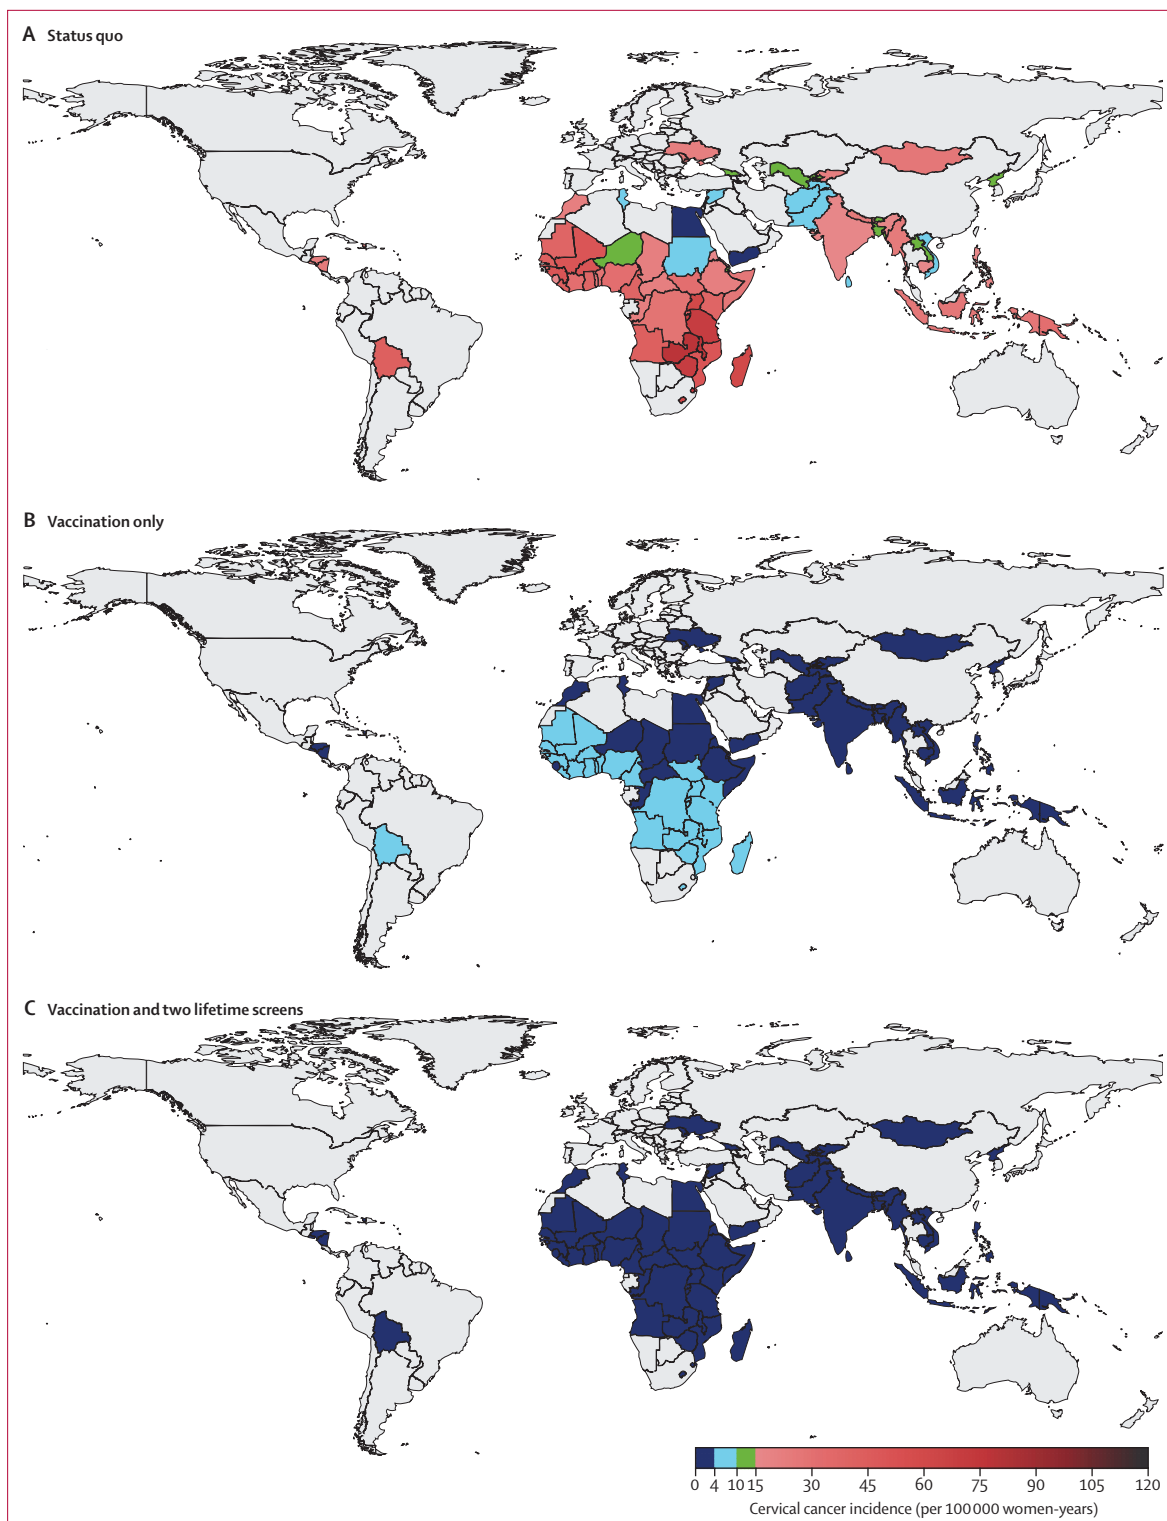 A Status quo
B Vaccination only
C Vaccination and two lifetime screens
0 4 10 15 30 45 60 75 90 105 120
Cervical cancer incidence (per 100 000 women-years)